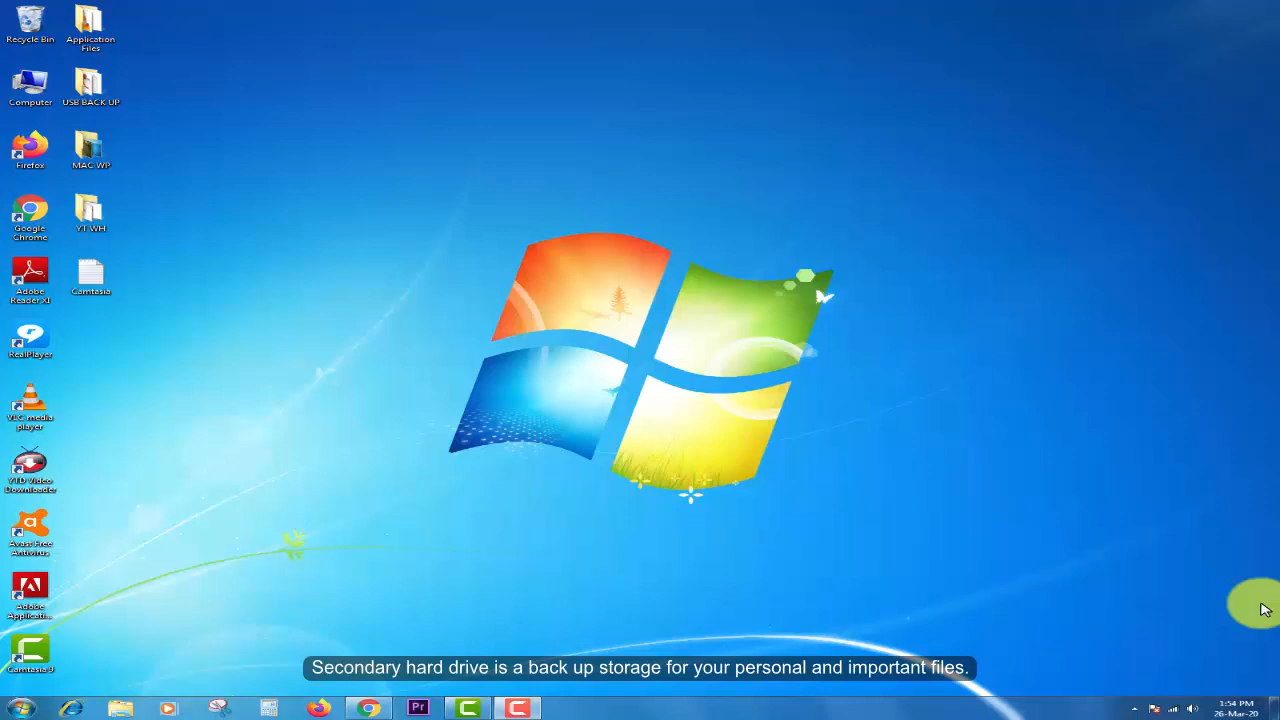 Recycle Bin
Application
Files
Computer
USB BACK UP
Firefox
MAC WP
Google
Chrome
YT WH
Adobe
Reader XI
Camtasia
RealPlayer
VLC media
player
YTD Video
Downloader
Avast Free
Antivirus
Adobe
Applicati...
Camtasia 9
Secondary hard drive is a back up storage for your personal and important files.
Pr
1:54 PM
26-Mar-20